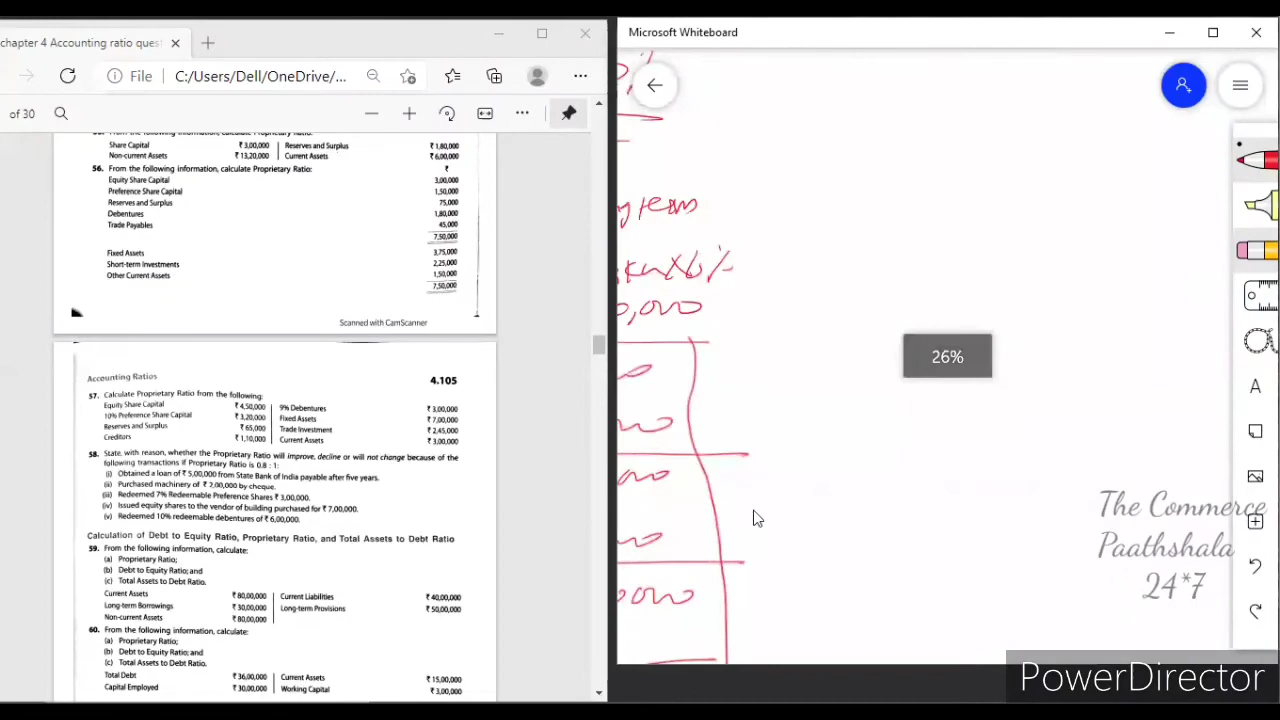 chapter 4 Accounting ratio ques
File
C:/Users/Dell/OneDrive/...
of 30
Share Capital ₹ 3,00,000 Reserves and Surplus ₹ 1,80,000
Non-current Assets ₹ 13,20,000 Current Assets ₹ 6,00,000
56. From the following information, calculate Proprietary Ratio: ₹
Equity Share Capital 3,00,000
Preference Share Capital 1,50,000
Reserves and Surplus 75,000
Debentures 1,80,000
Trade Payables 45,000
7,50,000
Fixed Assets 3,75,000
Short-term Investments 2,25,000
Other Current Assets 1,50,000
7,50,000
Scanned with CamScanner
Accounting Ratios 4.105
57. Calculate Proprietary Ratio from the following:
Equity Share Capital ₹ 4,50,000 9% Debentures ₹ 3,00,000
10% Preference Share Capital ₹ 3,20,000 Fixed Assets ₹ 7,00,000
Reserves and Surplus ₹ 65,000 Trade Investment ₹ 2,45,000
Creditors ₹ 1,10,000 Current Assets ₹ 3,00,000
58. State, with reason, whether the Proprietary Ratio will improve, decline or will not change because of the
following transactions if Proprietary Ratio is 0.8 : 1:
(i) Obtained a loan of ₹ 5,00,000 from State Bank of India payable after five years.
(ii) Purchased machinery of ₹ 2,00,000 by cheque.
(iii) Redeemed 7% Redeemable Preference Shares ₹ 3,00,000.
(iv) Issued equity shares to the vendor of building purchased for ₹ 7,00,000.
(v) Redeemed 10% redeemable debentures of ₹ 6,00,000.
Calculation of Debt to Equity Ratio, Proprietary Ratio, and Total Assets to Debt Ratio
59. From the following information, calculate:
(a) Proprietary Ratio;
(b) Debt to Equity Ratio; and
(c) Total Assets to Debt Ratio.
Current Assets ₹ 80,00,000 Current Liabilities ₹ 40,00,000
Long-term Borrowings ₹ 30,00,000 Long-term Provisions ₹ 50,00,000
Non-current Assets ₹ 80,00,000
60. From the following information, calculate:
(a) Proprietary Ratio;
(b) Debt to Equity Ratio; and
(c) Total Assets to Debt Ratio.
Total Debt ₹ 36,00,000 Current Assets ₹ 15,00,000
Capital Employed ₹ 30,00,000 Working Capital ₹ 3,00,000
Microsoft Whiteboard
26%
The Commerce
Paathshala
24*7
PowerDirector